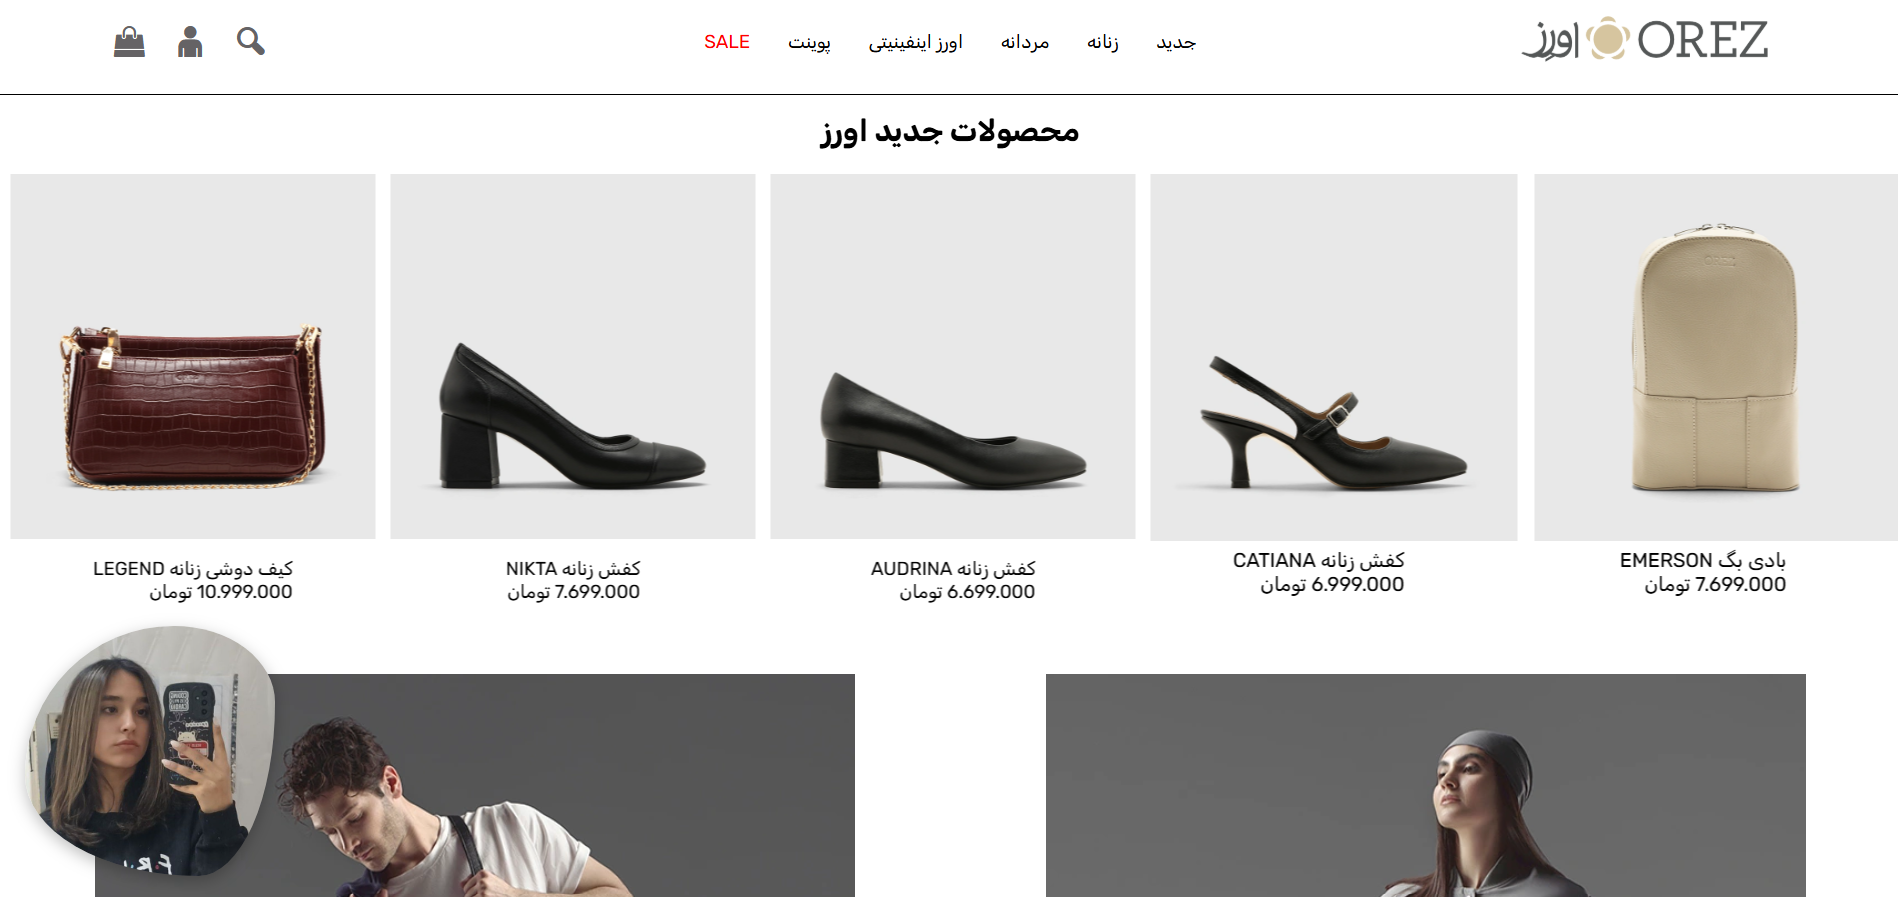 اورز OREZ
جدید زنانه مردانه اورز اینفینیتی پوینت SALE
محصولات جدید اورز
OREZ
بادی بگ EMERSON
7.699.000 تومان
کفش زنانه CATIANA
6.999.000 تومان
کفش زنانه AUDRINA
6.699.000 تومان
کفش زنانه NIKTA
7.699.000 تومان
کیف دوشی زنانه LEGEND
10.999.000 تومان